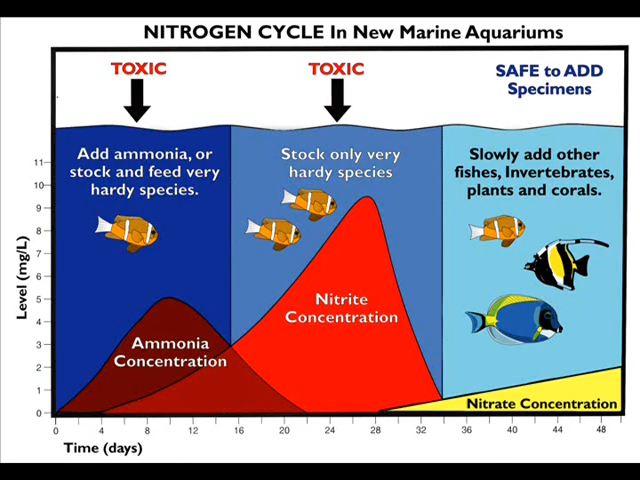 NITROGEN CYCLE In New Marine Aquariums
TOXIC
TOXIC
SAFE to ADD
Specimens
Add ammonia, or
stock and feed very
hardy species.
Stock only very
hardy species
Slowly add other
fishes, Invertebrates,
plants and corals.
Level (mg/L)
11
10
9
8
7
6
5
4
3
2
1
0
Ammonia
Concentration
Nitrite
Concentration
Nitrate Concentration
0 4 8 12 16 20 24 28 32 36 40 44 48
Time (days)